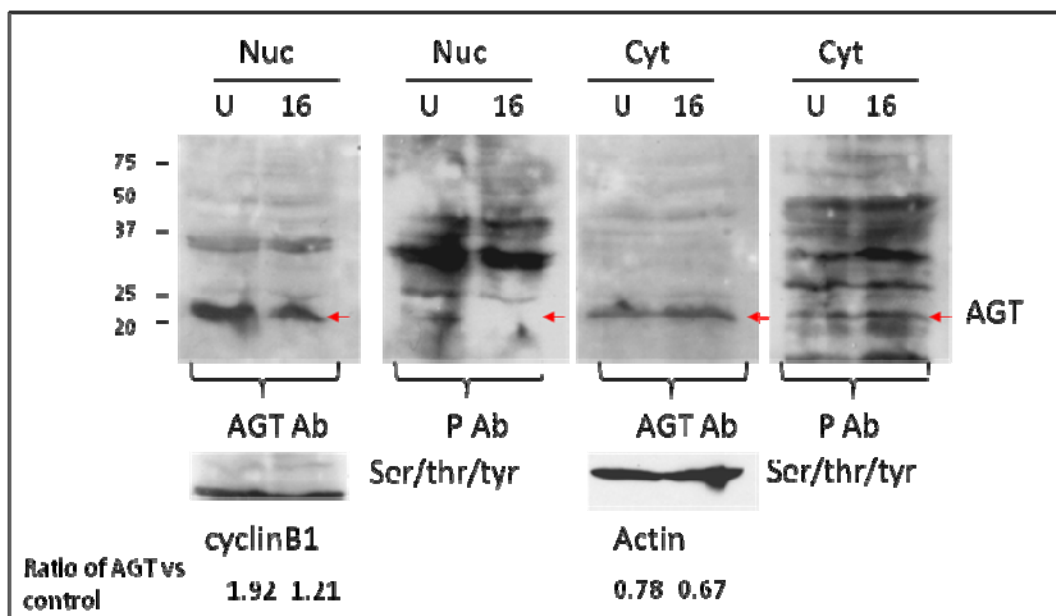 Nuc Nuc Cyt Cyt
U 16 U 16 U 16 U 16
75
50
37
25
20
AGT
AGT Ab P Ab AGT Ab P Ab
Ser/thr/tyr Ser/thr/tyr
cyclinB1 Actin
Ratio of AGT vs
control
1.92 1.21 0.78 0.67